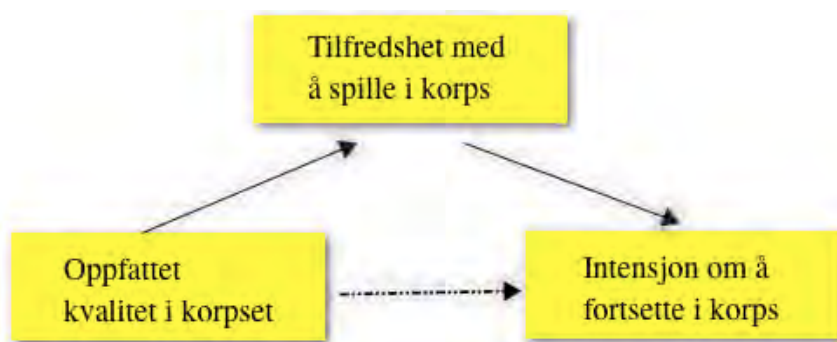 Tilfredshet med
å spille i korps
Oppfattet
kvalitet i korpset
Intensjon om å
fortsette i korps